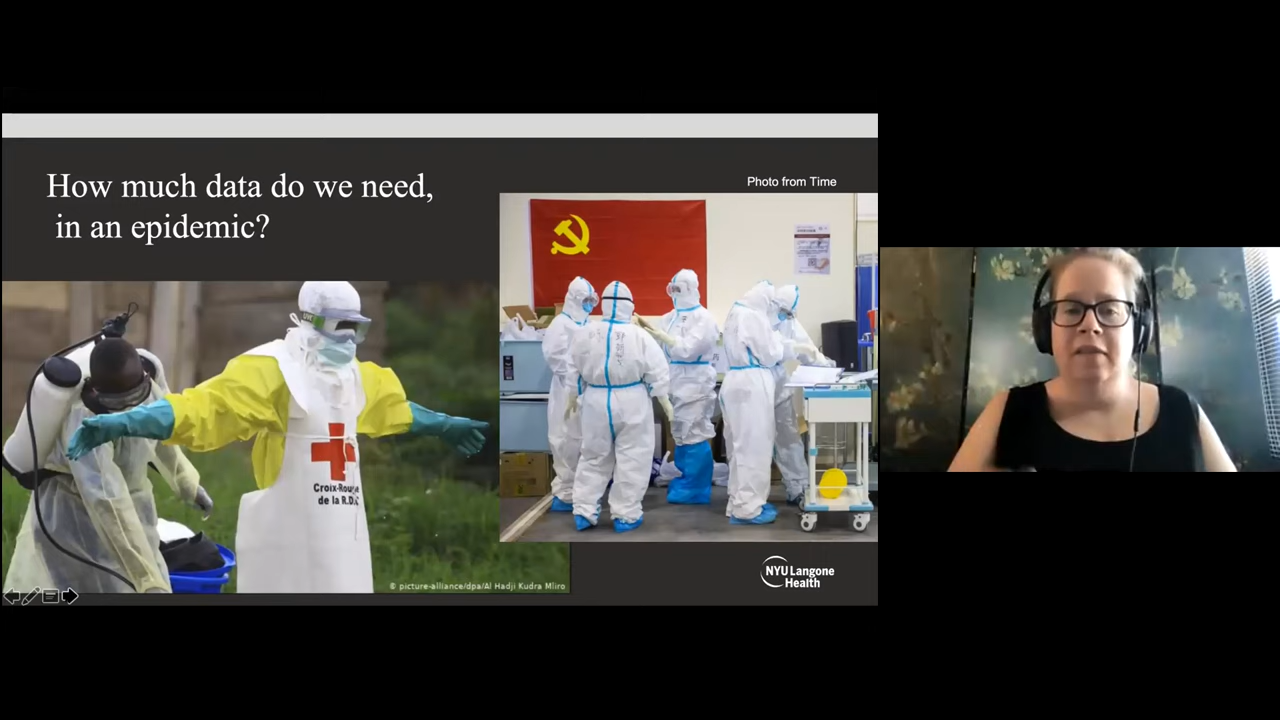 How much data do we need,
in an epidemic?
Photo from Time
Croix-Rouge
de la R.D.C
© picture-alliance/dpa/Al Hadji Kudra Mliro
NYU Langone
Health